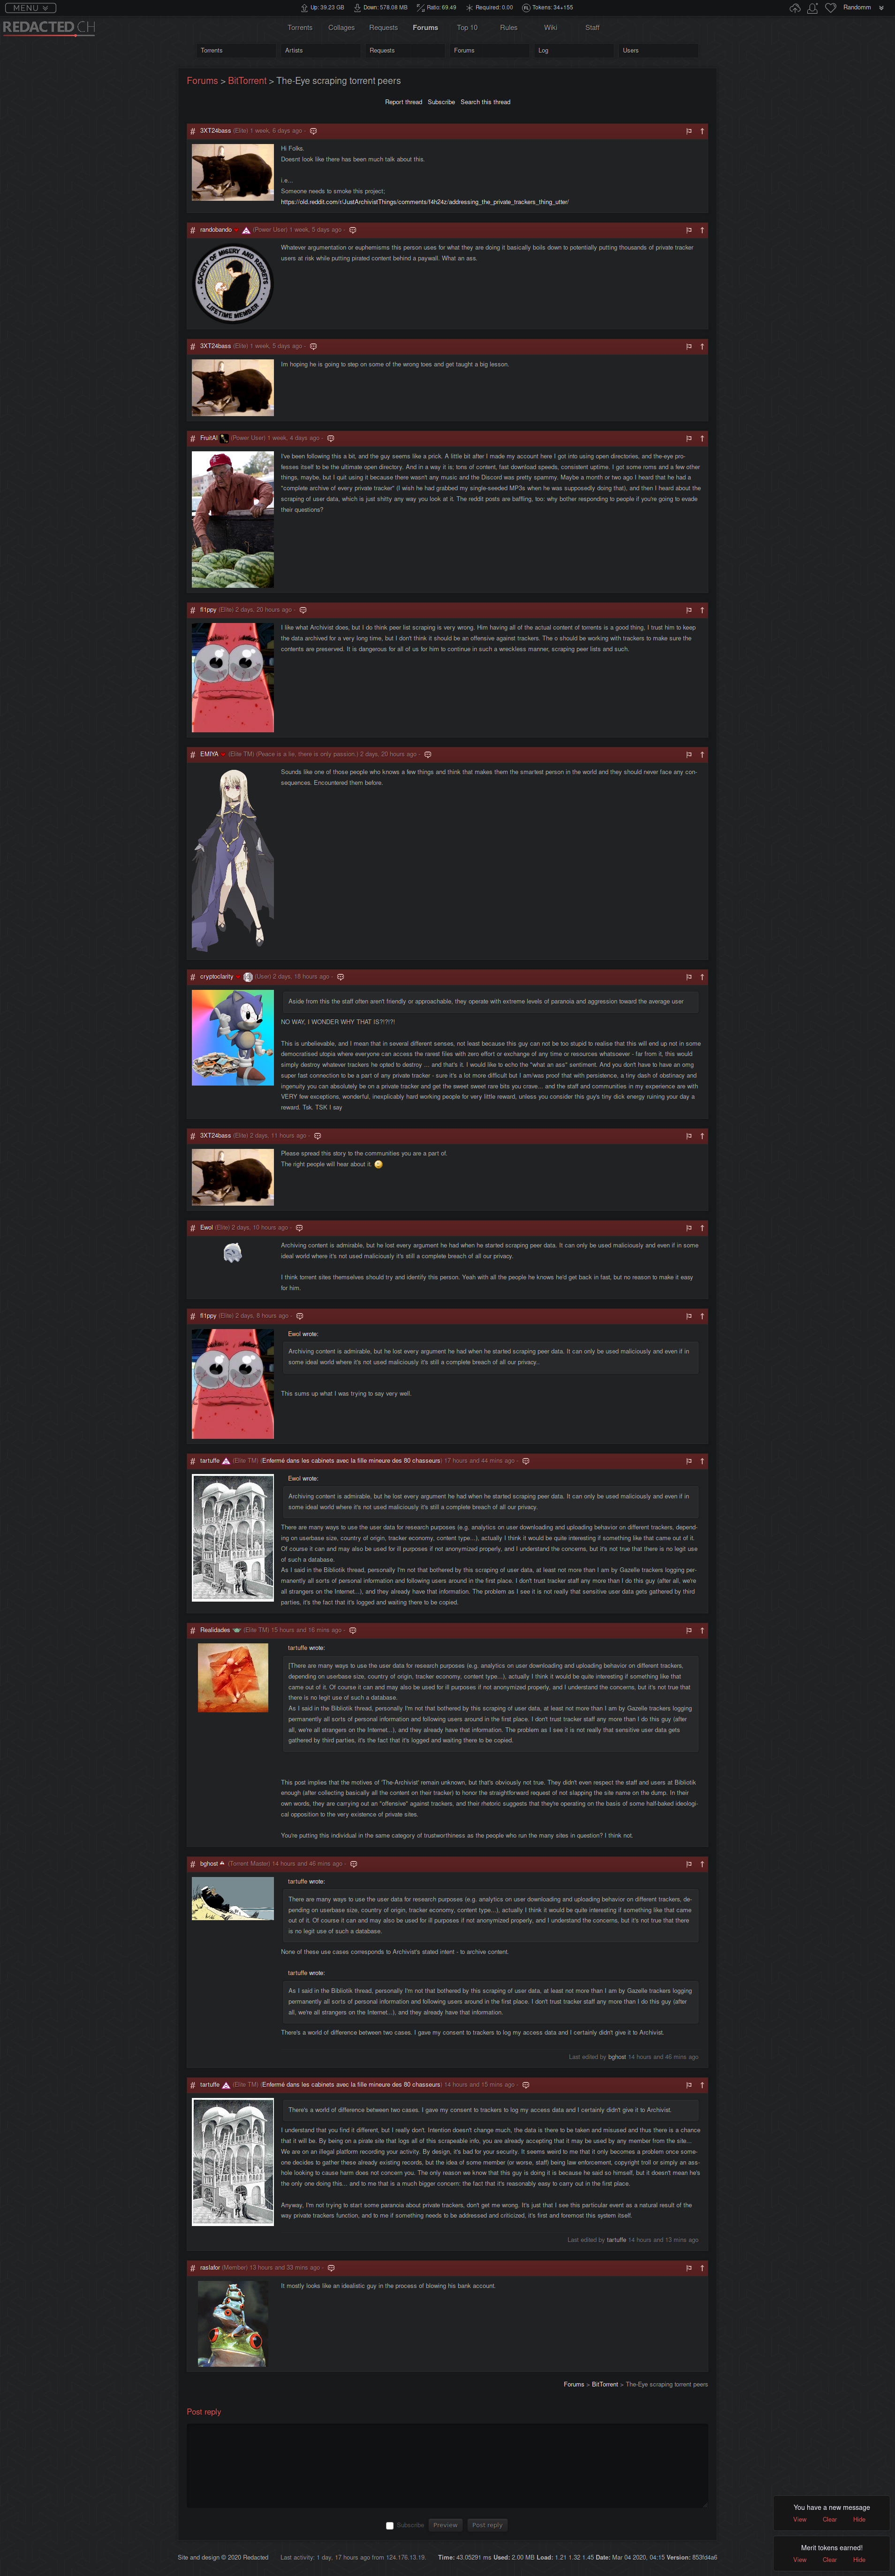 MENU
Up: 39.23 GB Down: 578.08 MB Ratio: 69.49 Required: 0.00 Tokens: 34+155
Randomm
REDACTED CH
Torrents Collages Requests Forums Top 10 Rules Wiki Staff
Torrents Artists Requests Forums Log Users
Forums > BitTorrent > The-Eye scraping torrent peers
Report thread Subscribe Search this thread
# 3XT24bass (Elite) 1 week, 6 days ago -
Hi Folks.
Doesnt look like there has been much talk about this.
i.e...
Someone needs to smoke this project;
https://old.reddit.com/r/JustArchivistThings/comments/f4h24z/addressing_the_private_trackers_thing_utter/
# randobando (Power User) 1 week, 5 days ago -
SOCIETY OF MISERY AND REGRETS
LIFETIME MEMBER
Whatever argumentation or euphemisms this person uses for what they are doing it basically boils down to potentially putting thousands of private tracker
users at risk while putting pirated content behind a paywall. What an ass.
# 3XT24bass (Elite) 1 week, 5 days ago -
Im hoping he is going to step on some of the wrong toes and get taught a big lesson.
# FruitAl (Power User) 1 week, 4 days ago -
I've been following this a bit, and the guy seems like a prick. A little bit after I made my account here I got into using open directories, and the-eye pro-
fesses itself to be the ultimate open directory. And in a way it is; tons of content, fast download speeds, consistent uptime. I got some roms and a few other
things, maybe, but I quit using it because there wasn't any music and the Discord was pretty spammy. Maybe a month or two ago I heard that he had a
"complete archive of every private tracker" (I wish he had grabbed my single-seeded MP3s when he was supposedly doing that), and then I heard about the
scraping of user data, which is just shitty any way you look at it. The reddit posts are baffling, too: why bother responding to people if you're going to evade
their questions?
# fl1ppy (Elite) 2 days, 20 hours ago -
I like what Archivist does, but I do think peer list scraping is very wrong. Him having all of the actual content of torrents is a good thing, I trust him to keep
the data archived for a very long time, but I don't think it should be an offensive against trackers. The o should be working with trackers to make sure the
contents are preserved. It is dangerous for all of us for him to continue in such a wreckless manner, scraping peer lists and such.
# EMIYA (Elite TM) (Peace is a lie, there is only passion.) 2 days, 20 hours ago -
Sounds like one of those people who knows a few things and think that makes them the smartest person in the world and they should never face any con-
sequences. Encountered them before.
# cryptoclarity (User) 2 days, 18 hours ago -
Aside from this the staff often aren't friendly or approachable, they operate with extreme levels of paranoia and aggression toward the average user
NO WAY, I WONDER WHY THAT IS?!?!?!
This is unbelievable, and I mean that in several different senses, not least because this guy can not be too stupid to realise that this will end up not in some
democratised utopia where everyone can access the rarest files with zero effort or exchange of any time or resources whatsoever - far from it, this would
simply destroy whatever trackers he opted to destroy ... and that's it. I would like to echo the "what an ass" sentiment. And you don't have to have an omg
super fast connection to be a part of any private tracker - sure it's a lot more difficult but I am/was proof that with persistence, a tiny dash of obstinacy and
ingenuity you can absolutely be on a private tracker and get the sweet sweet rare bits you crave... and the staff and communities in my experience are with
VERY few exceptions, wonderful, inexplicably hard working people for very little reward, unless you consider this guy's tiny dick energy ruining your day a
reward. Tsk. TSK I say
# 3XT24bass (Elite) 2 days, 11 hours ago -
Please spread this story to the communities you are a part of.
The right people will hear about it.
# Ewol (Elite) 2 days, 10 hours ago -
Archiving content is admirable, but he lost every argument he had when he started scraping peer data. It can only be used maliciously and even if in some
ideal world where it's not used maliciously it's still a complete breach of all our privacy.
I think torrent sites themselves should try and identify this person. Yeah with all the people he knows he'd get back in fast, but no reason to make it easy
for him.
# fl1ppy (Elite) 2 days, 8 hours ago -
Ewol wrote:
Archiving content is admirable, but he lost every argument he had when he started scraping peer data. It can only be used maliciously and even if in
some ideal world where it's not used maliciously it's still a complete breach of all our privacy..
This sums up what I was trying to say very well.
# tartuffe (Elite TM) (Enfermé dans les cabinets avec la fille mineure des 80 chasseurs) 17 hours and 44 mins ago -
Ewol wrote:
Archiving content is admirable, but he lost every argument he had when he started scraping peer data. It can only be used maliciously and even if in
some ideal world where it's not used maliciously it's still a complete breach of all our privacy.
There are many ways to use the user data for research purposes (e.g. analytics on user downloading and uploading behavior on different trackers, depend-
ing on userbase size, country of origin, tracker economy, content type...), actually I think it would be quite interesting if something like that came out of it.
Of course it can and may also be used for ill purposes if not anonymized properly, and I understand the concerns, but it's not true that there is no legit use
of such a database.
As I said in the Bibliotik thread, personally I'm not that bothered by this scraping of user data, at least not more than I am by Gazelle trackers logging per-
manently all sorts of personal information and following users around in the first place. I don't trust tracker staff any more than I do this guy (after all, we're
all strangers on the Internet...), and they already have that information. The problem as I see it is not really that sensitive user data gets gathered by third
parties, it's the fact that it's logged and waiting there to be copied.
# Realidades (Elite TM) 15 hours and 16 mins ago -
tartuffe wrote:
[There are many ways to use the user data for research purposes (e.g. analytics on user downloading and uploading behavior on different trackers,
depending on userbase size, country of origin, tracker economy, content type...), actually I think it would be quite interesting if something like that
came out of it. Of course it can and may also be used for ill purposes if not anonymized properly, and I understand the concerns, but it's not true that
there is no legit use of such a database.
As I said in the Bibliotik thread, personally I'm not that bothered by this scraping of user data, at least not more than I am by Gazelle trackers logging
permanently all sorts of personal information and following users around in the first place. I don't trust tracker staff any more than I do this guy (after
all, we're all strangers on the Internet...), and they already have that information. The problem as I see it is not really that sensitive user data gets
gathered by third parties, it's the fact that it's logged and waiting there to be copied.
This post implies that the motives of 'The-Archivist' remain unknown, but that's obviously not true. They didn't even respect the staff and users at Bibliotik
enough (after collecting basically all the content on their tracker) to honor the straightforward request of not slapping the site name on the dump. In their
own words, they are carrying out an "offensive" against trackers, and their rhetoric suggests that they're operating on the basis of some half-baked ideologi-
cal opposition to the very existence of private sites.
You're putting this individual in the same category of trustworthiness as the people who run the many sites in question? I think not.
# bghost (Torrent Master) 14 hours and 46 mins ago -
tartuffe wrote:
There are many ways to use the user data for research purposes (e.g. analytics on user downloading and uploading behavior on different trackers, de-
pending on userbase size, country of origin, tracker economy, content type...), actually I think it would be quite interesting if something like that came
out of it. Of course it can and may also be used for ill purposes if not anonymized properly, and I understand the concerns, but it's not true that there
is no legit use of such a database.
None of these use cases corresponds to Archivist's stated intent - to archive content.
tartuffe wrote:
As I said in the Bibliotik thread, personally I'm not that bothered by this scraping of user data, at least not more than I am by Gazelle trackers logging
permanently all sorts of personal information and following users around in the first place. I don't trust tracker staff any more than I do this guy (after
all, we're all strangers on the Internet...), and they already have that information.
There's a world of difference between two cases. I gave my consent to trackers to log my access data and I certainly didn't give it to Archivist.
Last edited by bghost 14 hours and 46 mins ago
# tartuffe (Elite TM) (Enfermé dans les cabinets avec la fille mineure des 80 chasseurs) 14 hours and 15 mins ago -
There's a world of difference between two cases. I gave my consent to trackers to log my access data and I certainly didn't give it to Archivist.
I understand that you find it different, but I really don't. Intention doesn't change much, the data is there to be taken and misused and thus there is a chance
that it will be. By being on a pirate site that logs all of this scrapeable info, you are already accepting that it may be used by any member from the site...
We are on an illegal platform recording your activity. By design, it's bad for your security. It seems weird to me that it only becomes a problem once some-
one decides to gather these already existing records, but the idea of some member (or worse, staff) being law enforcement, copyright troll or simply an ass-
hole looking to cause harm does not concern you. The only reason we know that this guy is doing it is because he said so himself, but it doesn't mean he's
the only one doing this... and to me that is a much bigger concern: the fact that it's reasonably easy to carry out in the first place.
Anyway, I'm not trying to start some paranoia about private trackers, don't get me wrong. It's just that I see this particular event as a natural result of the
way private trackers function, and to me if something needs to be addressed and criticized, it's first and foremost this system itself.
Last edited by tartuffe 14 hours and 13 mins ago
# raslafor (Member) 13 hours and 33 mins ago -
It mostly looks like an idealistic guy in the process of blowing his bank account.
Forums > BitTorrent > The-Eye scraping torrent peers
Post reply
Subscribe Preview Post reply
You have a new message
View Clear Hide
Merit tokens earned!
View Clear Hide
Site and design © 2020 Redacted Last activity: 1 day, 17 hours ago from 124.176.13.19. Time: 43.05291 ms Used: 2.00 MB Load: 1.21 1.32 1.45 Date: Mar 04 2020, 04:15 Version: 853fd4a6